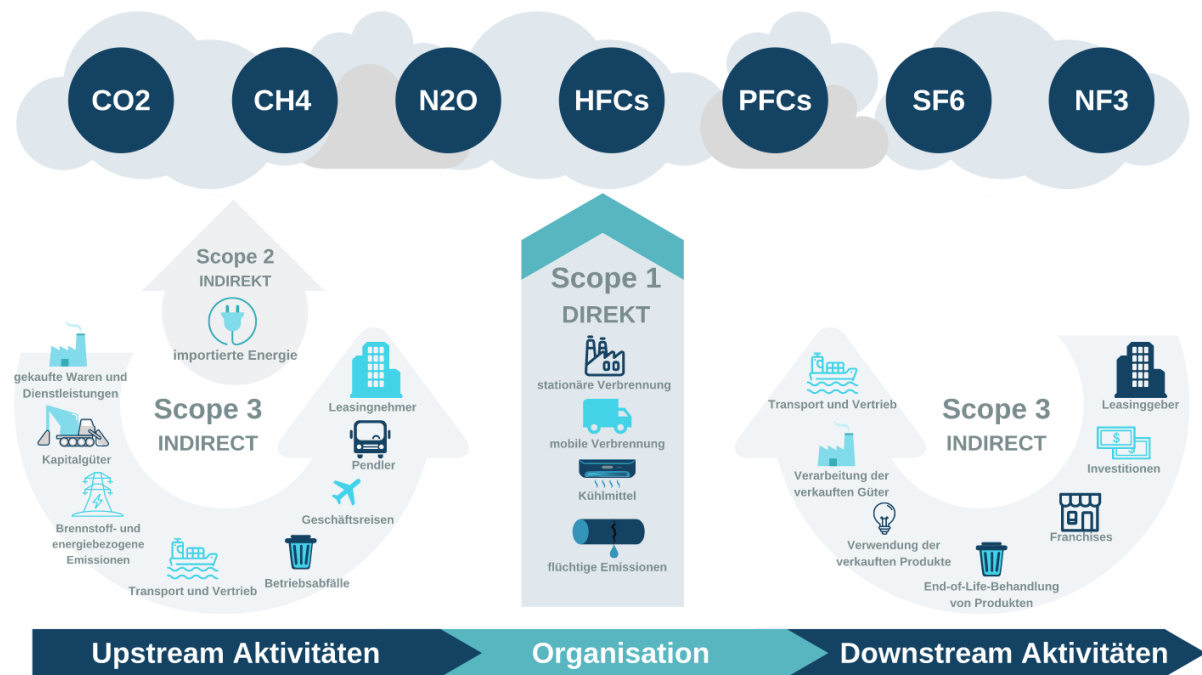 CO2
CH4
N2O
HFCs
PFCs
SF6
NF3
Scope 2
INDIREKT
importierte Energie
gekaufte Waren und
Dienstleistungen
Kapitalgüter
Brennstoff- und
energiebezogene
Emissionen
Transport und Vertrieb
Betriebsabfälle
Geschäftsreisen
Pendler
Leasingnehmer
Scope 3
INDIRECT
Scope 1
DIREKT
stationäre Verbrennung
mobile Verbrennung
Kühlmittel
flüchtige Emissionen
Transport und Vertrieb
Verarbeitung der
verkauften Güter
Verwendung der
verkauften Produkte
End-of-Life-Behandlung
von Produkten
Franchises
$
$
Investitionen
Leasinggeber
Scope 3
INDIRECT
Upstream Aktivitäten
Organisation
Downstream Aktivitäten